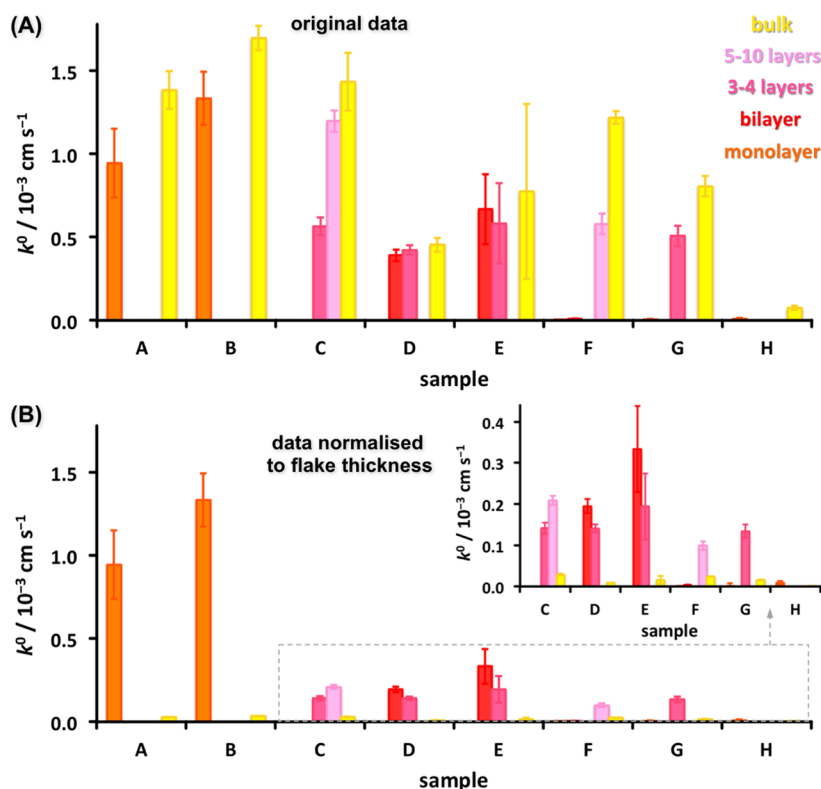 (A)
original data
bulk
5-10 layers
3-4 layers
bilayer
monolayer
k⁰ / 10⁻³ cm s⁻¹
1.5
1.0
0.5
0.0
A B C D E F G H
sample
(B)
data normalised
to flake thickness
k⁰ / 10⁻³ cm s⁻¹
1.5
1.0
0.5
0.0
A B C D E F G H
sample
k⁰ / 10⁻³ cm s⁻¹
0.4
0.3
0.2
0.1
0.0
C D E F G H
sample